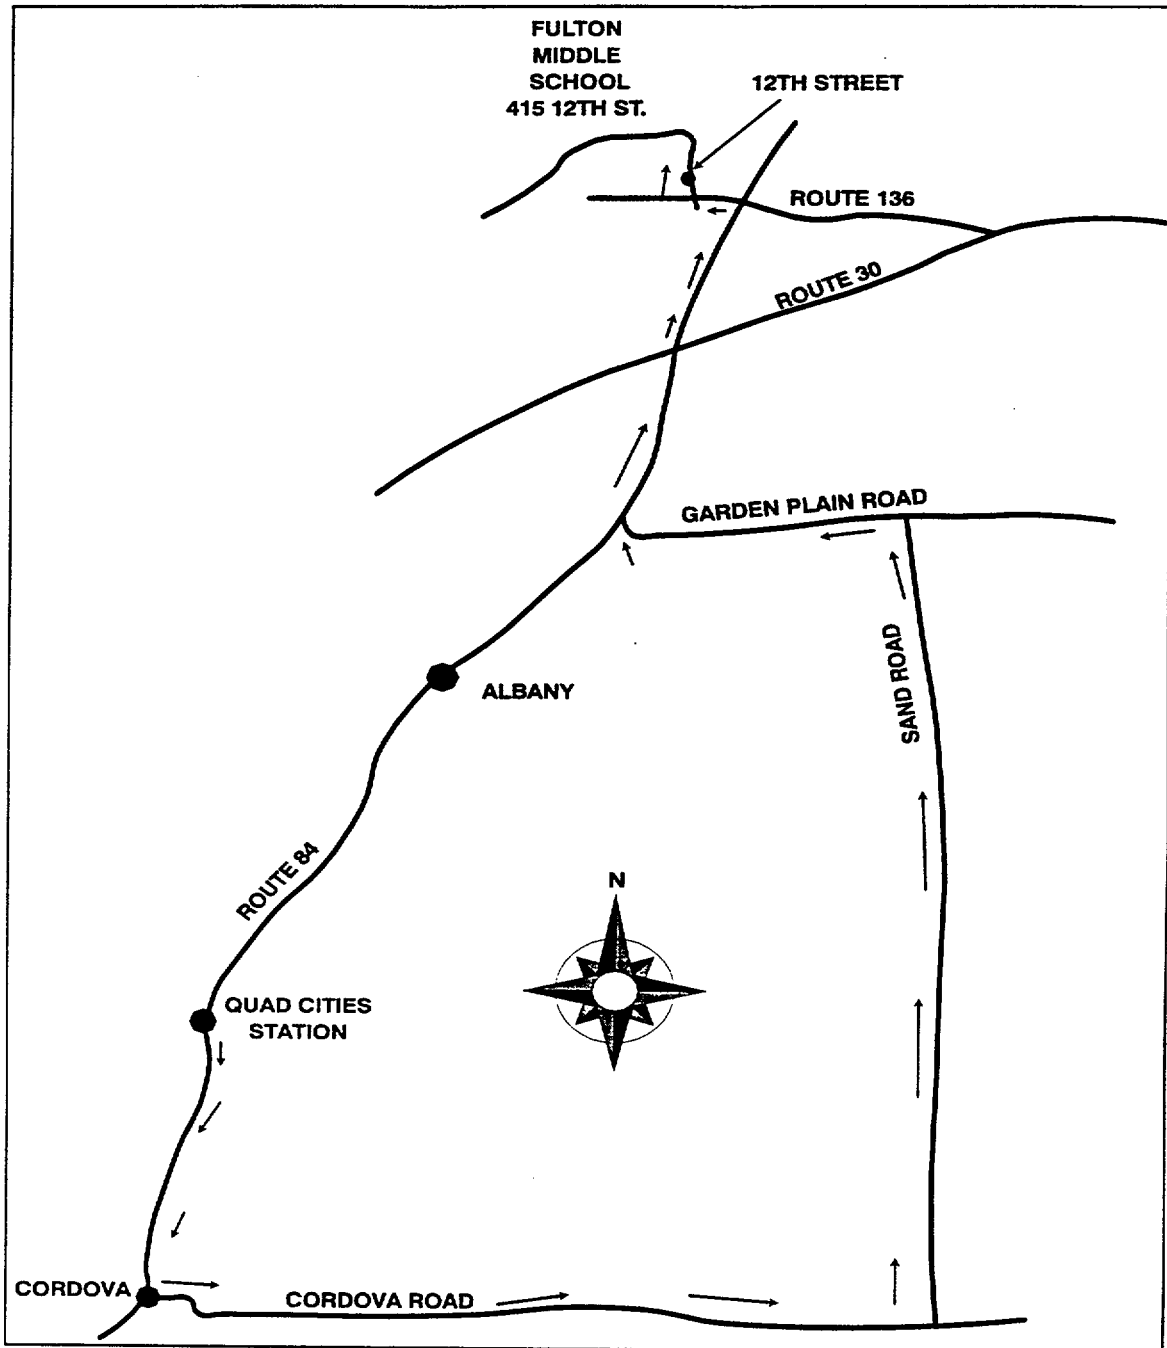 FULTON
MIDDLE
SCHOOL
415 12TH ST.
12TH STREET
ROUTE 136
ROUTE 30
GARDEN PLAIN ROAD
SAND ROAD
ALBANY
ROUTE 84
N
QUAD CITIES
STATION
CORDOVA
CORDOVA ROAD